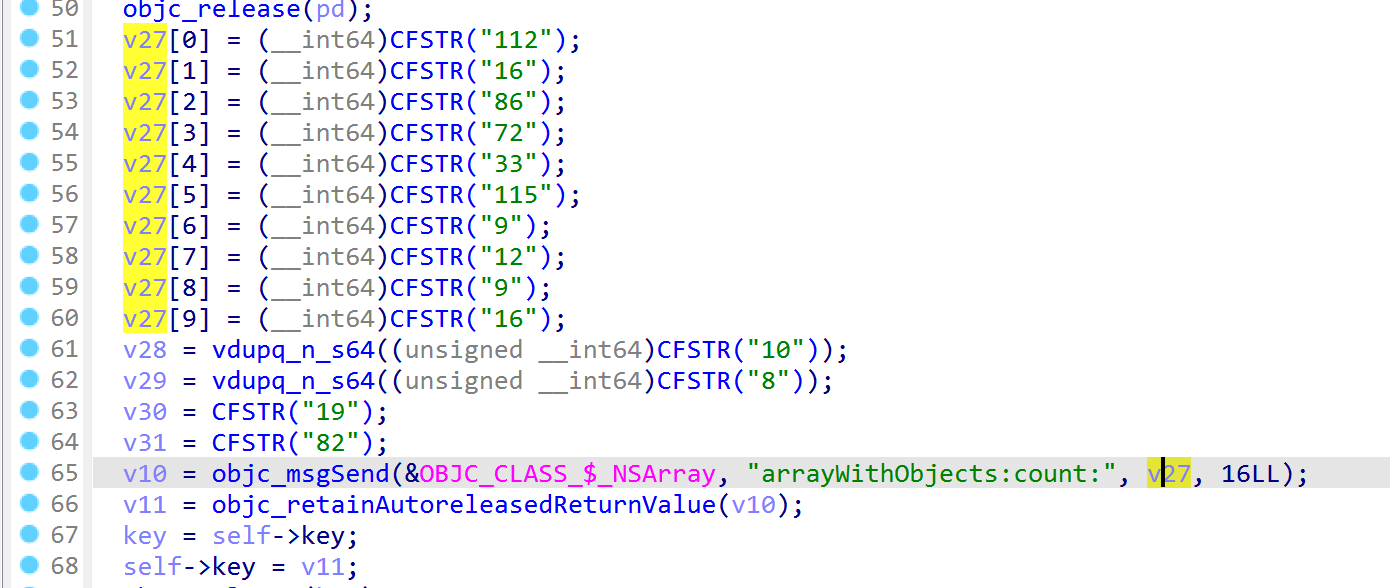 50 objc_release(pd);
51 v27[0] = (__int64)CFSTR("112");
52 v27[1] = (__int64)CFSTR("16");
53 v27[2] = (__int64)CFSTR("86");
54 v27[3] = (__int64)CFSTR("72");
55 v27[4] = (__int64)CFSTR("33");
56 v27[5] = (__int64)CFSTR("115");
57 v27[6] = (__int64)CFSTR("9");
58 v27[7] = (__int64)CFSTR("12");
59 v27[8] = (__int64)CFSTR("9");
60 v27[9] = (__int64)CFSTR("16");
61 v28 = vdupq_n_s64((unsigned __int64)CFSTR("10"));
62 v29 = vdupq_n_s64((unsigned __int64)CFSTR("8"));
63 v30 = CFSTR("19");
64 v31 = CFSTR("82");
65 v10 = objc_msgSend(&OBJC_CLASS_$_NSArray, "arrayWithObjects:count:", v27, 16LL);
66 v11 = objc_retainAutoreleasedReturnValue(v10);
67 key = self->key;
68 self->key = v11;